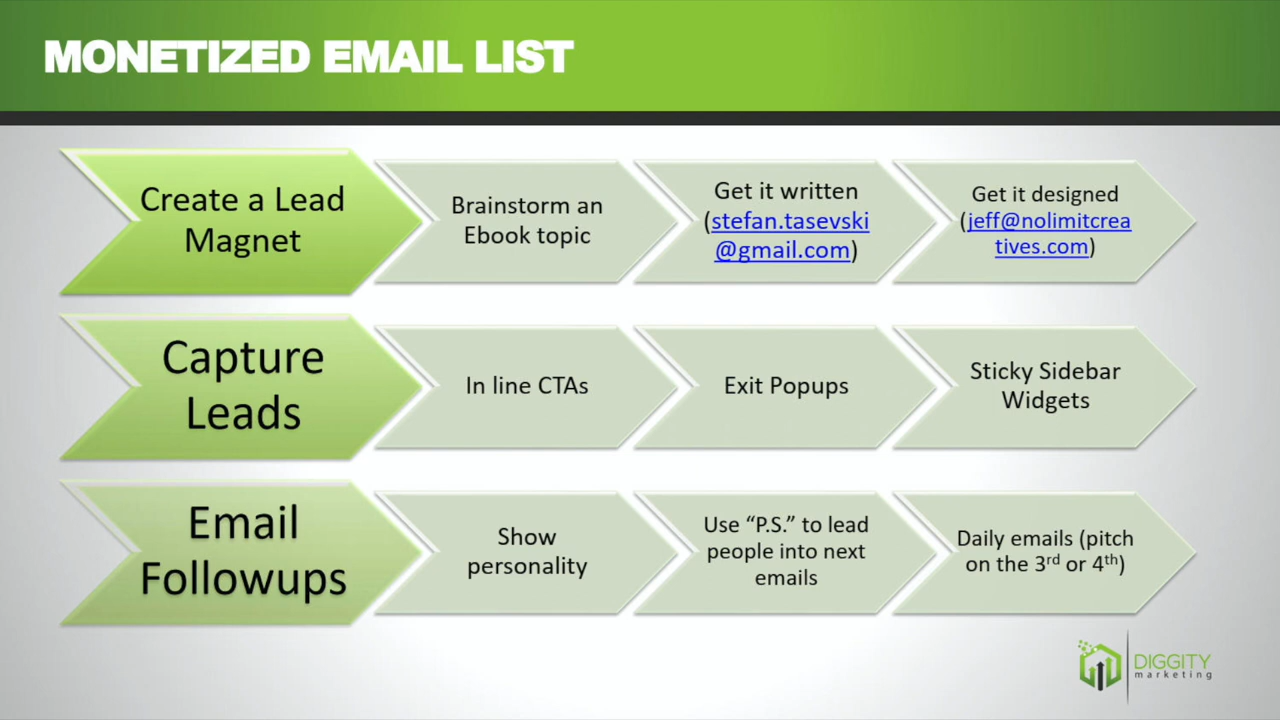 MONETIZED EMAIL LIST
Create a Lead
Magnet
Brainstorm an
Ebook topic
Get it written
(stefan.tasevski
@gmail.com)
Get it designed
(jeff@nolimitcrea
tives.com)
Capture
Leads
In line CTAs
Exit Popups
Sticky Sidebar
Widgets
Email
Followups
Show
personality
Use “P.S.” to lead
people into next
emails
Daily emails (pitch
on the 3rd or 4th)
DIGGITY
marketing